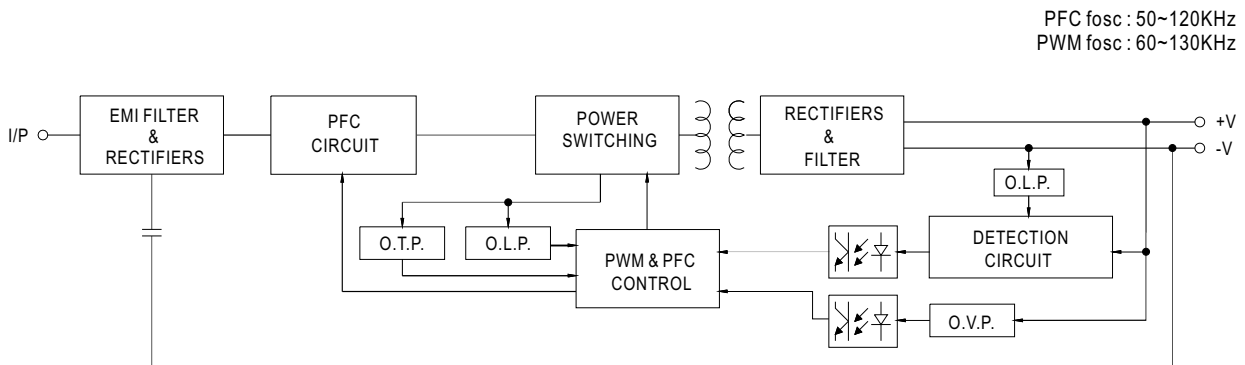 PFC fosc : 50~120KHz
PWM fosc : 60~130KHz
I/P
EMI FILTER
&
RECTIFIERS
PFC
CIRCUIT
POWER
SWITCHING
RECTIFIERS
&
FILTER
+V
-V
O.L.P.
O.T.P.
O.L.P.
PWM & PFC
CONTROL
DETECTION
CIRCUIT
O.V.P.